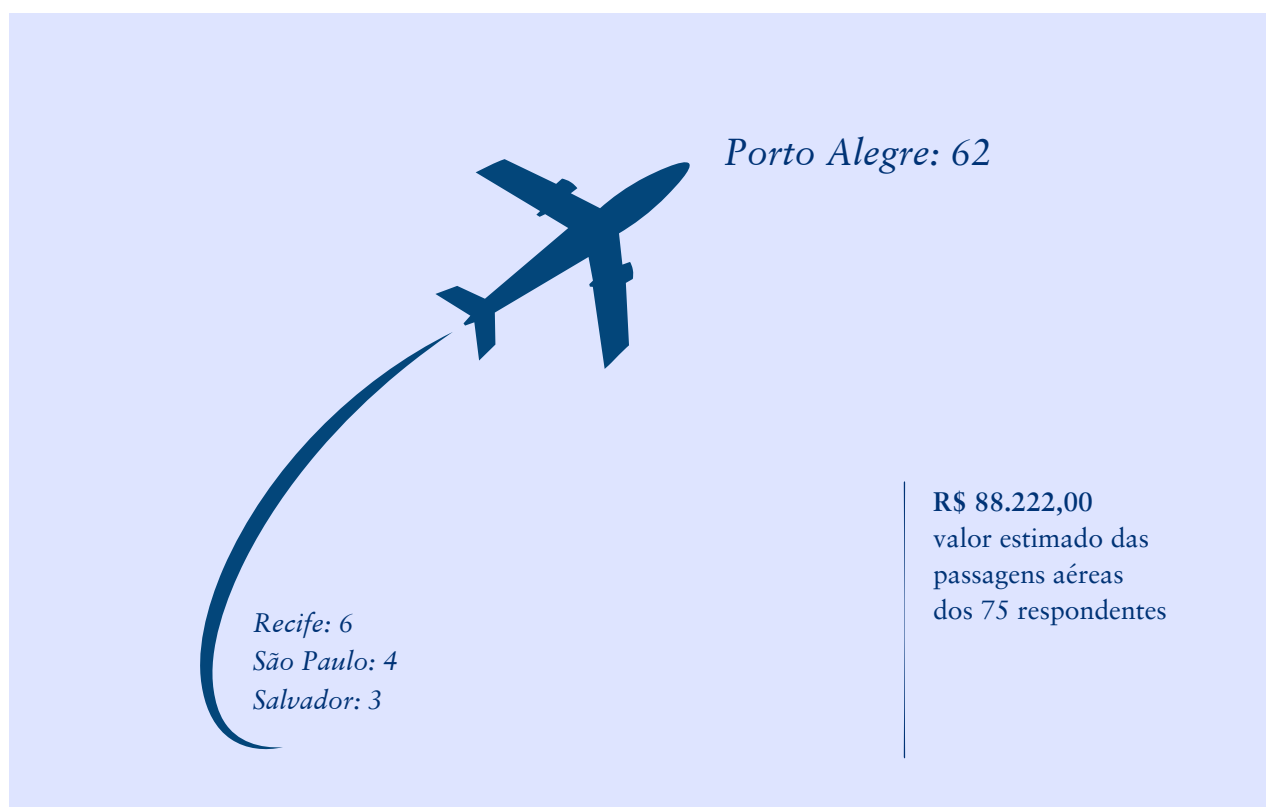 Porto Alegre: 62
R$ 88.222,00
valor estimado das
passagens aéreas
dos 75 respondentes
Recife: 6
São Paulo: 4
Salvador: 3